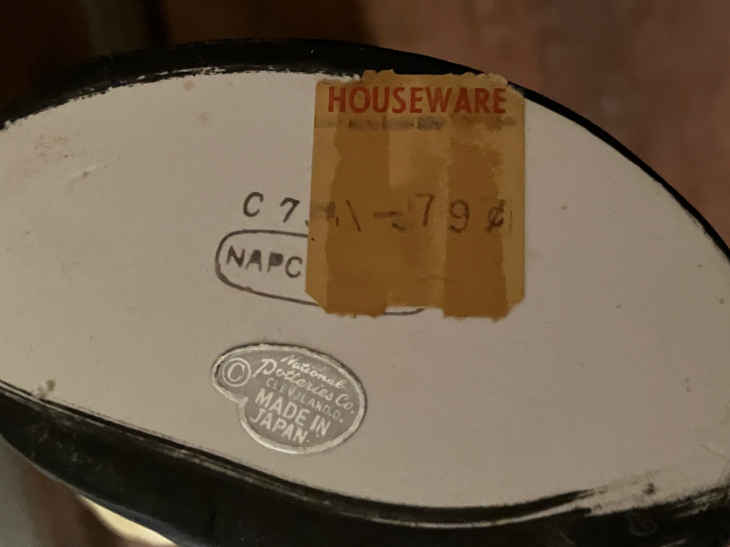 HOUSEWARE
C 7
79¢
NAPC
©
National
Potteries Co.
CLEVELAND, O.
MADE IN
JAPAN